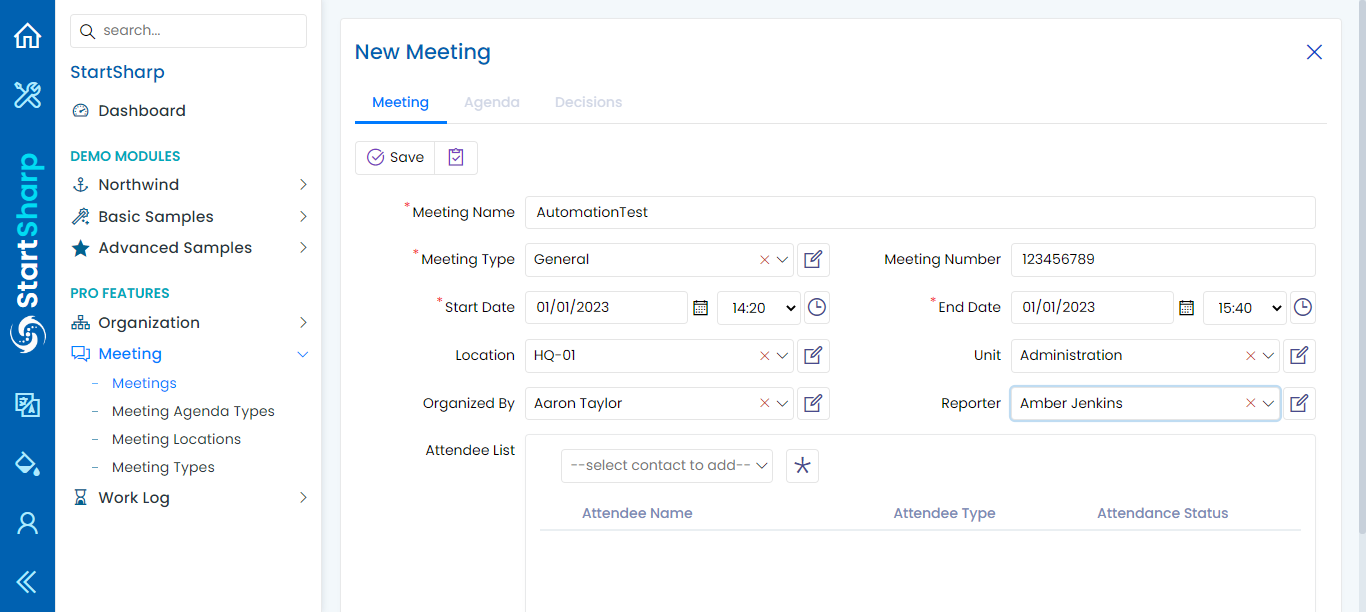 search...
StartSharp
Dashboard
DEMO MODULES
Northwind
Basic Samples
Advanced Samples
PRO FEATURES
Organization
Meeting
- Meetings
- Meeting Agenda Types
- Meeting Locations
- Meeting Types
Work Log
StartSharp
New Meeting
Meeting Agenda Decisions
Save
*Meeting Name AutomationTest
*Meeting Type General Meeting Number 123456789
*Start Date 01/01/2023 14:20 *End Date 01/01/2023 15:40
Location HQ-01 Unit Administration
Organized By Aaron Taylor Reporter Amber Jenkins
Attendee List
--select contact to add--
Attendee Name Attendee Type Attendance Status